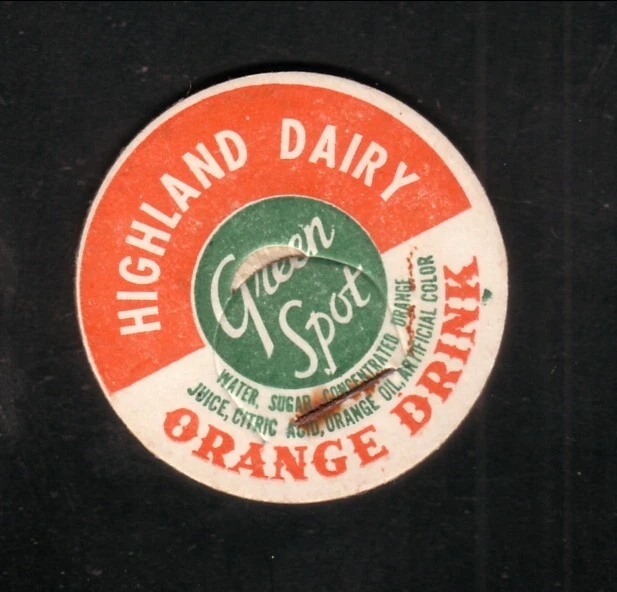 HIGHLAND DAIRY
Green
Spot
WATER, SUGAR, CONCENTRATED ORANGE
JUICE, CITRIC ACID, ORANGE OIL, ARTIFICIAL COLOR
ORANGE DRINK